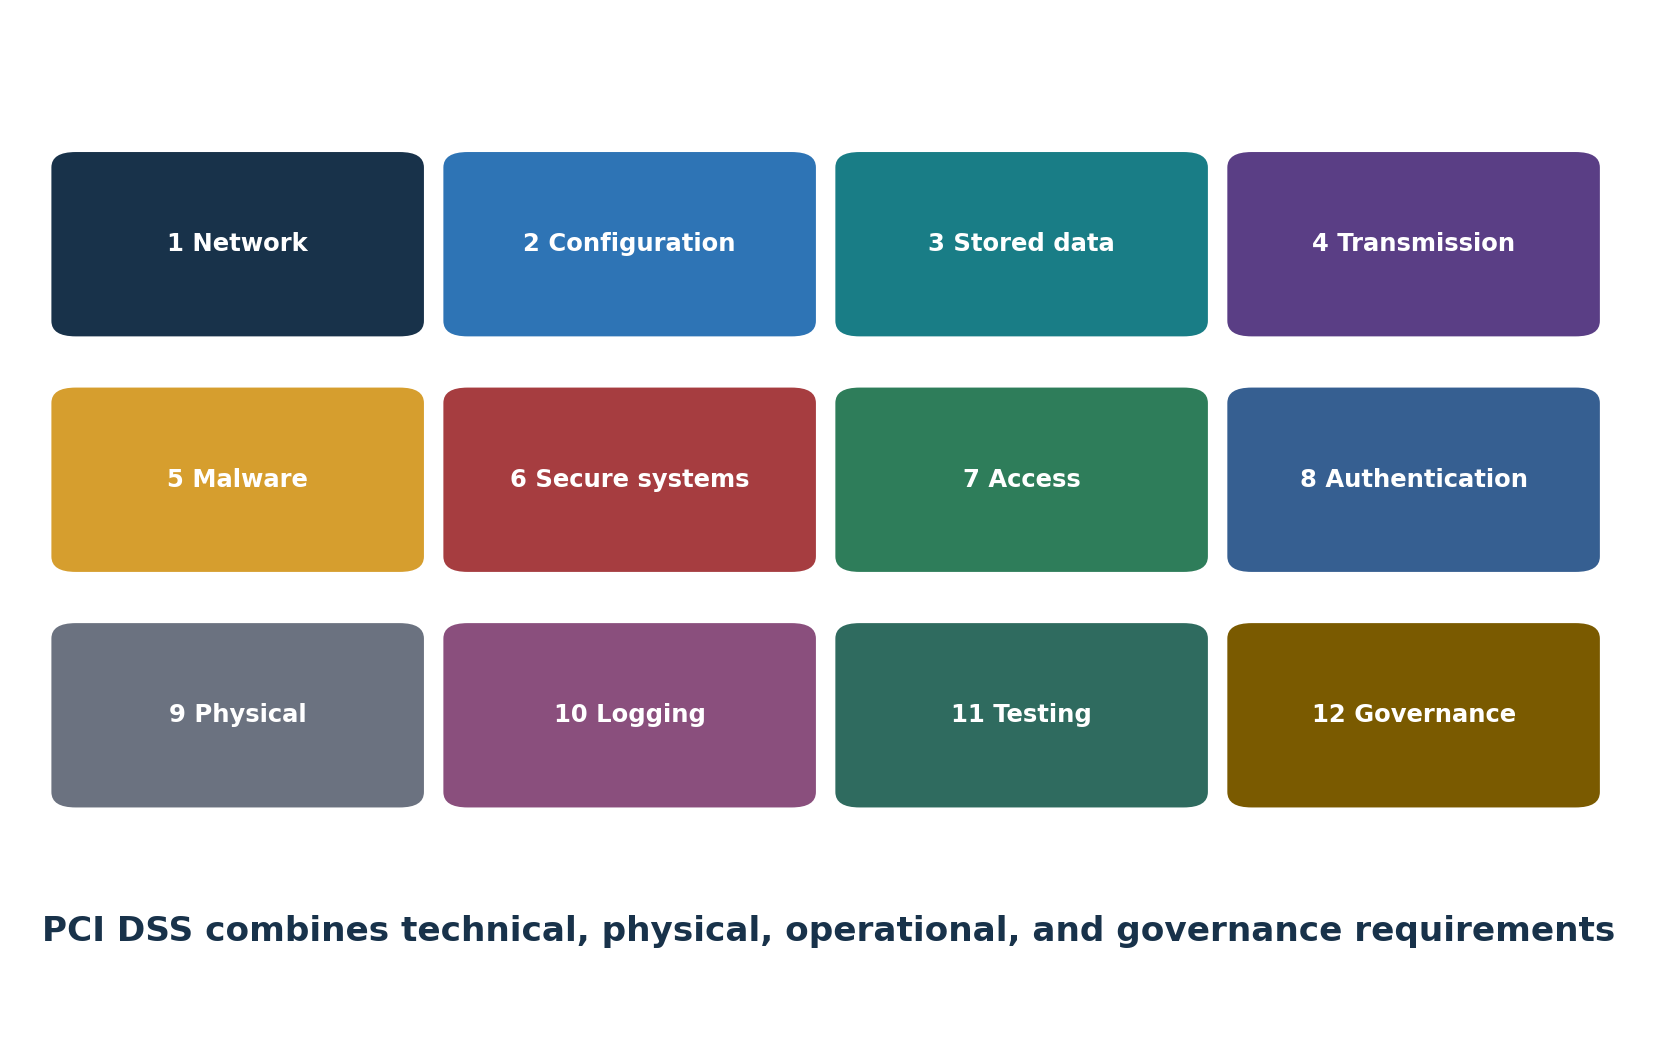 1 Network
2 Configuration
3 Stored data
4 Transmission
5 Malware
6 Secure systems
7 Access
8 Authentication
9 Physical
10 Logging
11 Testing
12 Governance
PCI DSS combines technical, physical, operational, and governance requirements